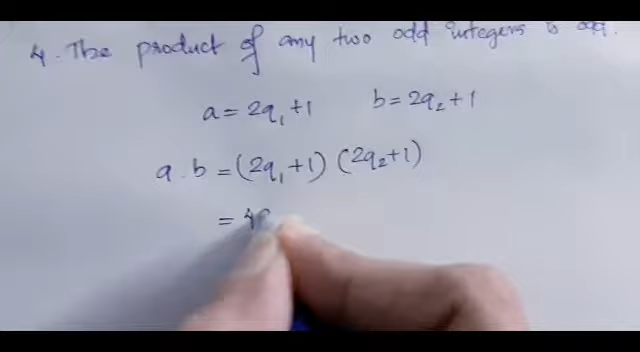 4. The product of any two odd integers is odd.
a = 2q₁ + 1 b = 2q₂ + 1
a . b = (2q₁ + 1) (2q₂ + 1)
= 4